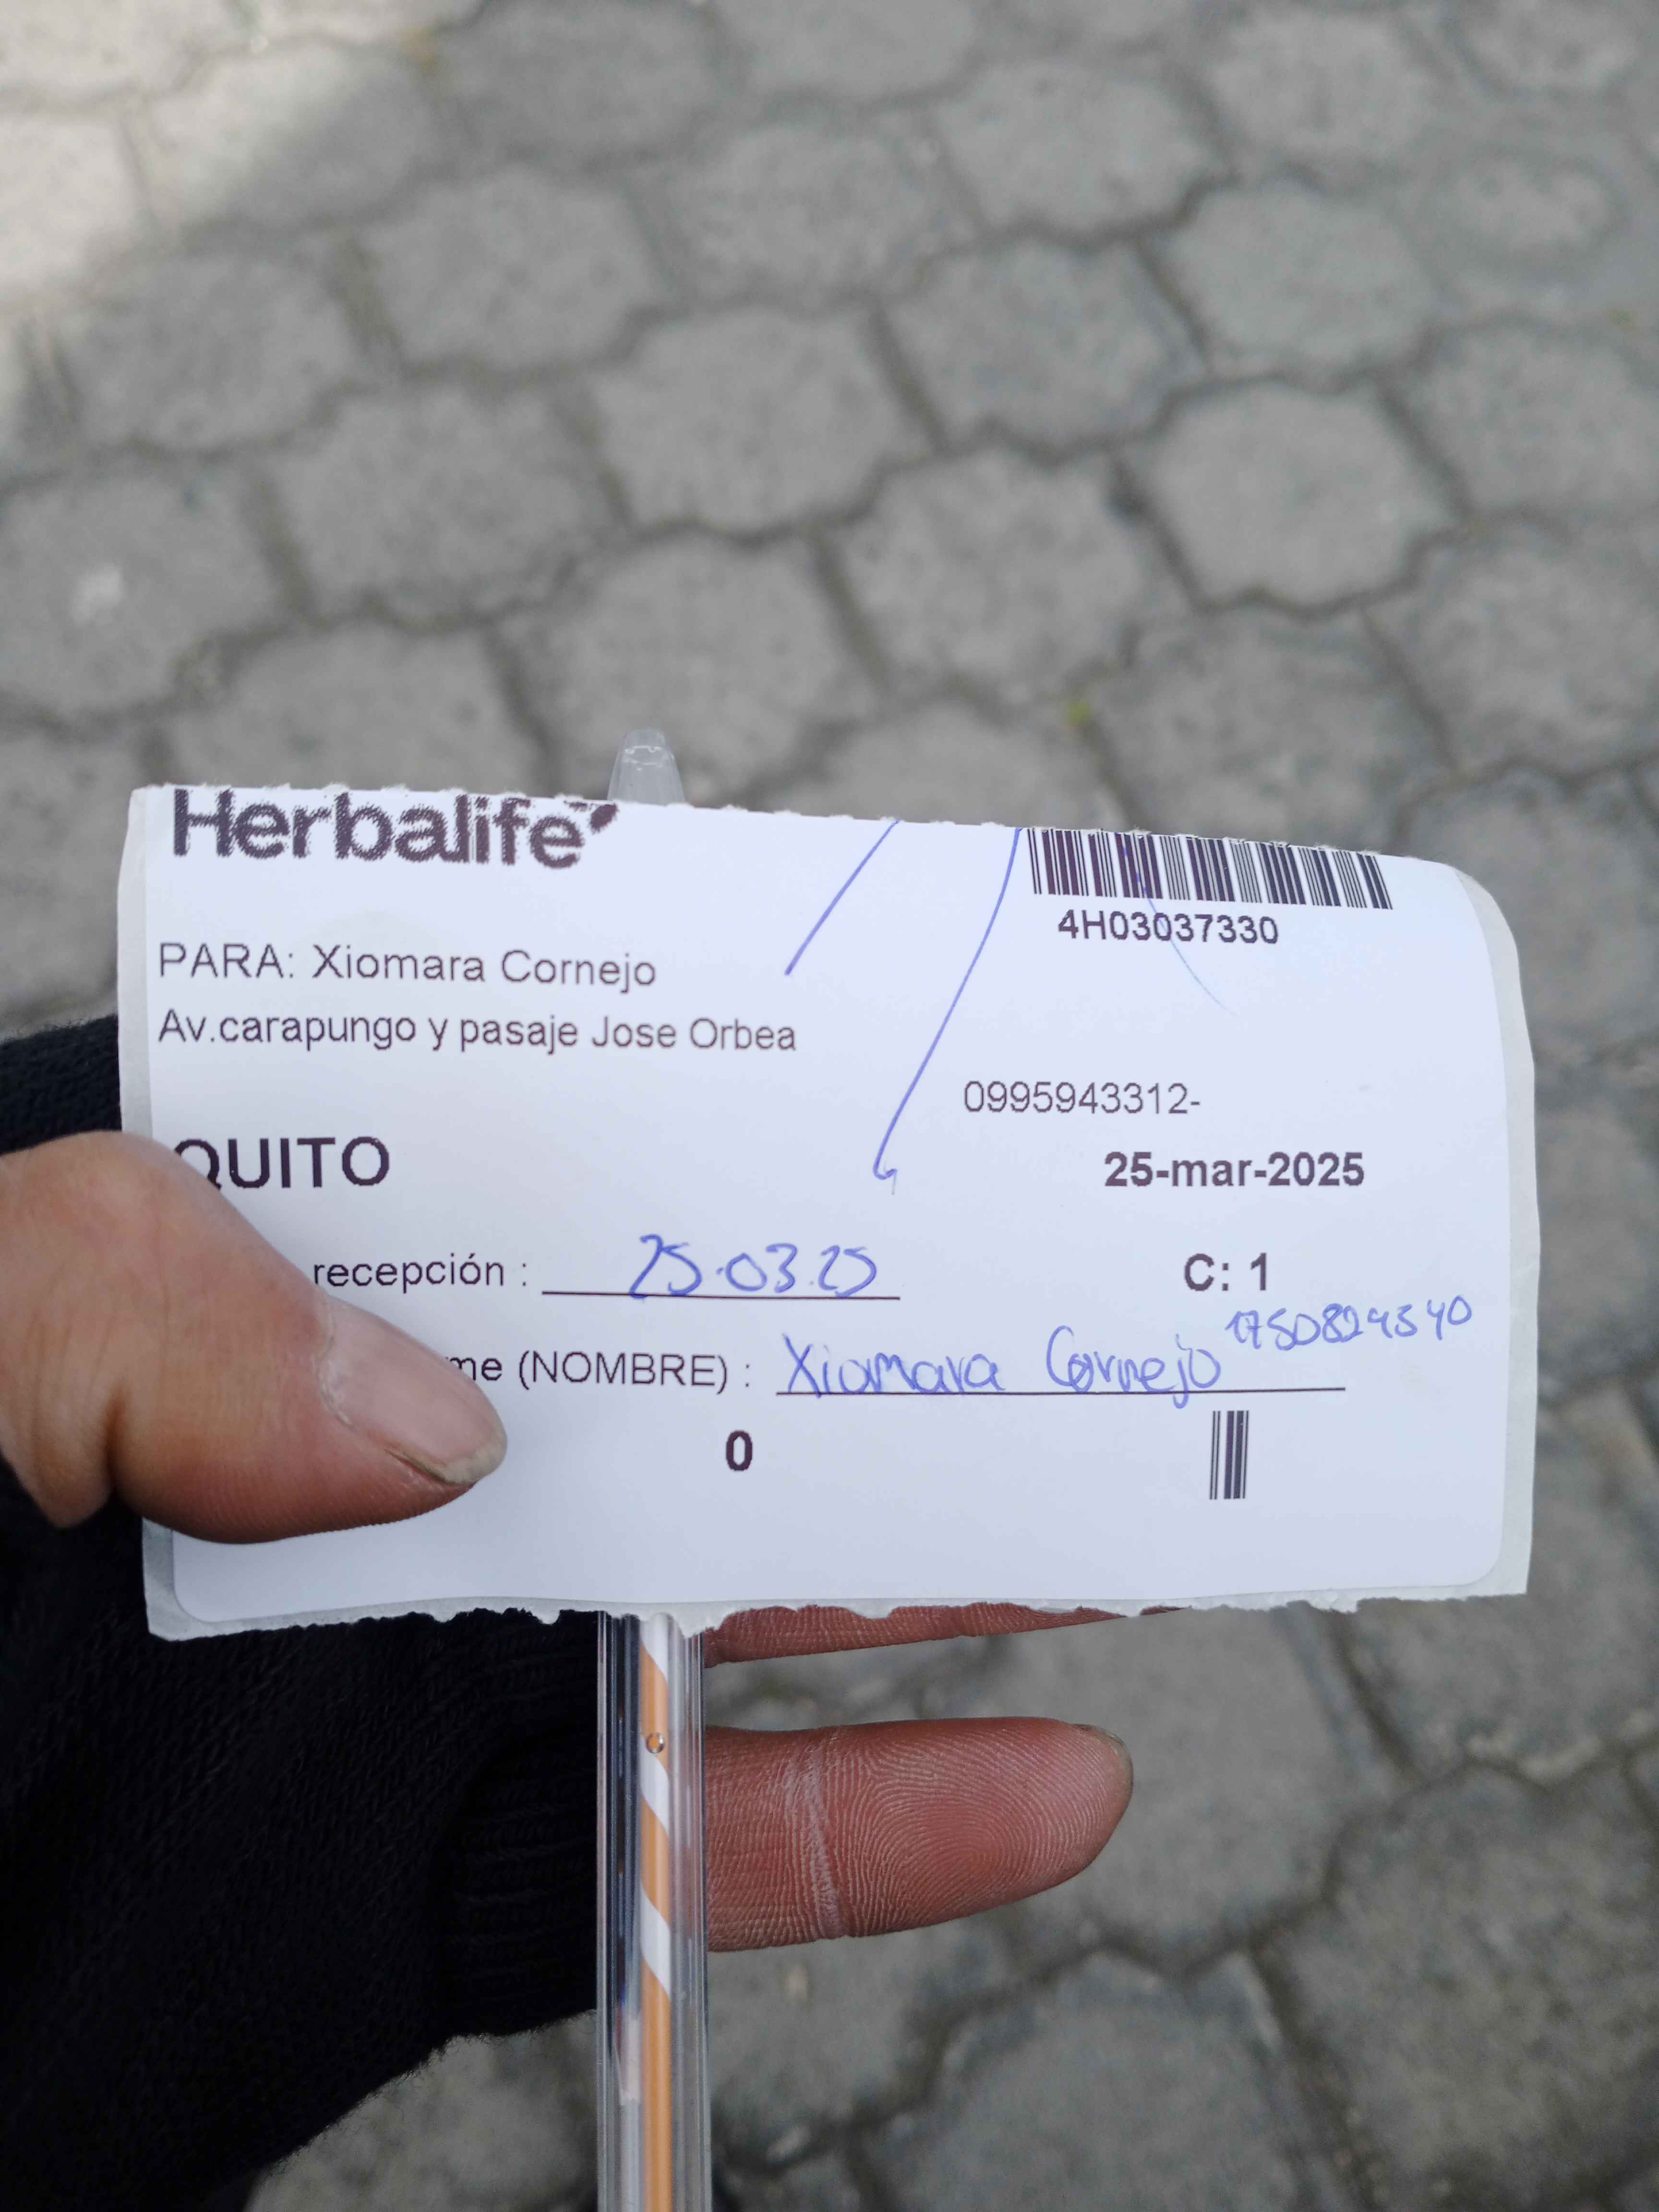 Herbalife
4H03037330
PARA: Xiomara Cornejo
Av.carapungo y pasaje Jose Orbea
0995943312-
QUITO
25-mar-2025
recepción : 25.03.25
C: 1
(NOMBRE) : Xiomara Cornejo
0